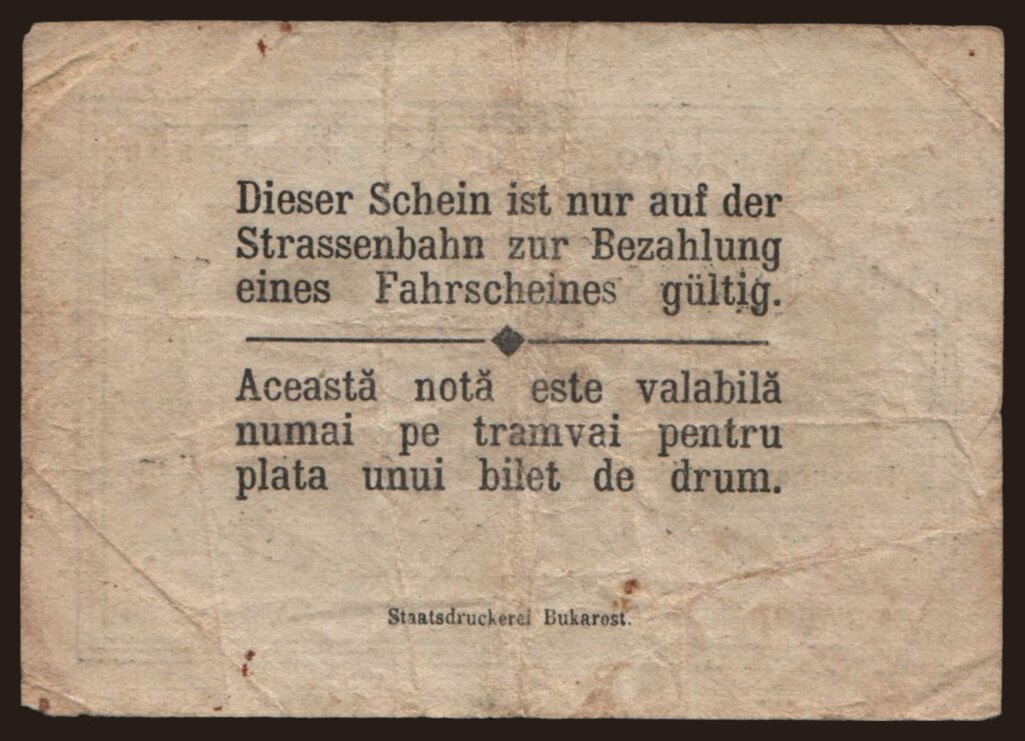 Dieser Schein ist nur auf der
Strassenbahn zur Bezahlung
eines Fahrscheines gültig.
Această notă este valabilă
numai pe tramvai pentru
plata unui bilet de drum.
Staatsdruckerei Bukarost.